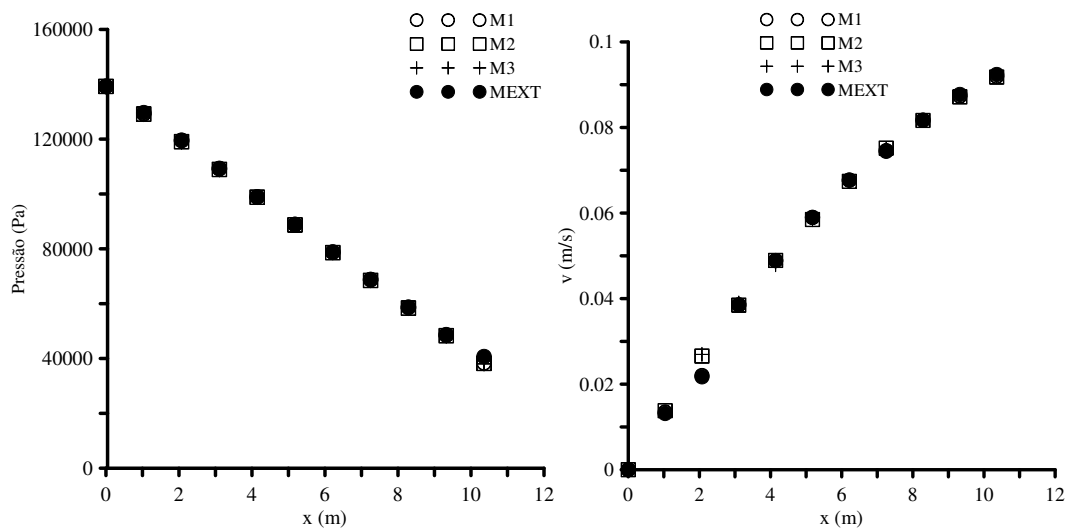 160000
120000
80000
40000
0
Pressão (Pa)
0 2 4 6 8 10 12
x (m)
M1
M2
M3
MEXT
0.1
0.08
0.06
0.04
0.02
0
v (m/s)
0 2 4 6 8 10 12
x (m)
M1
M2
M3
MEXT